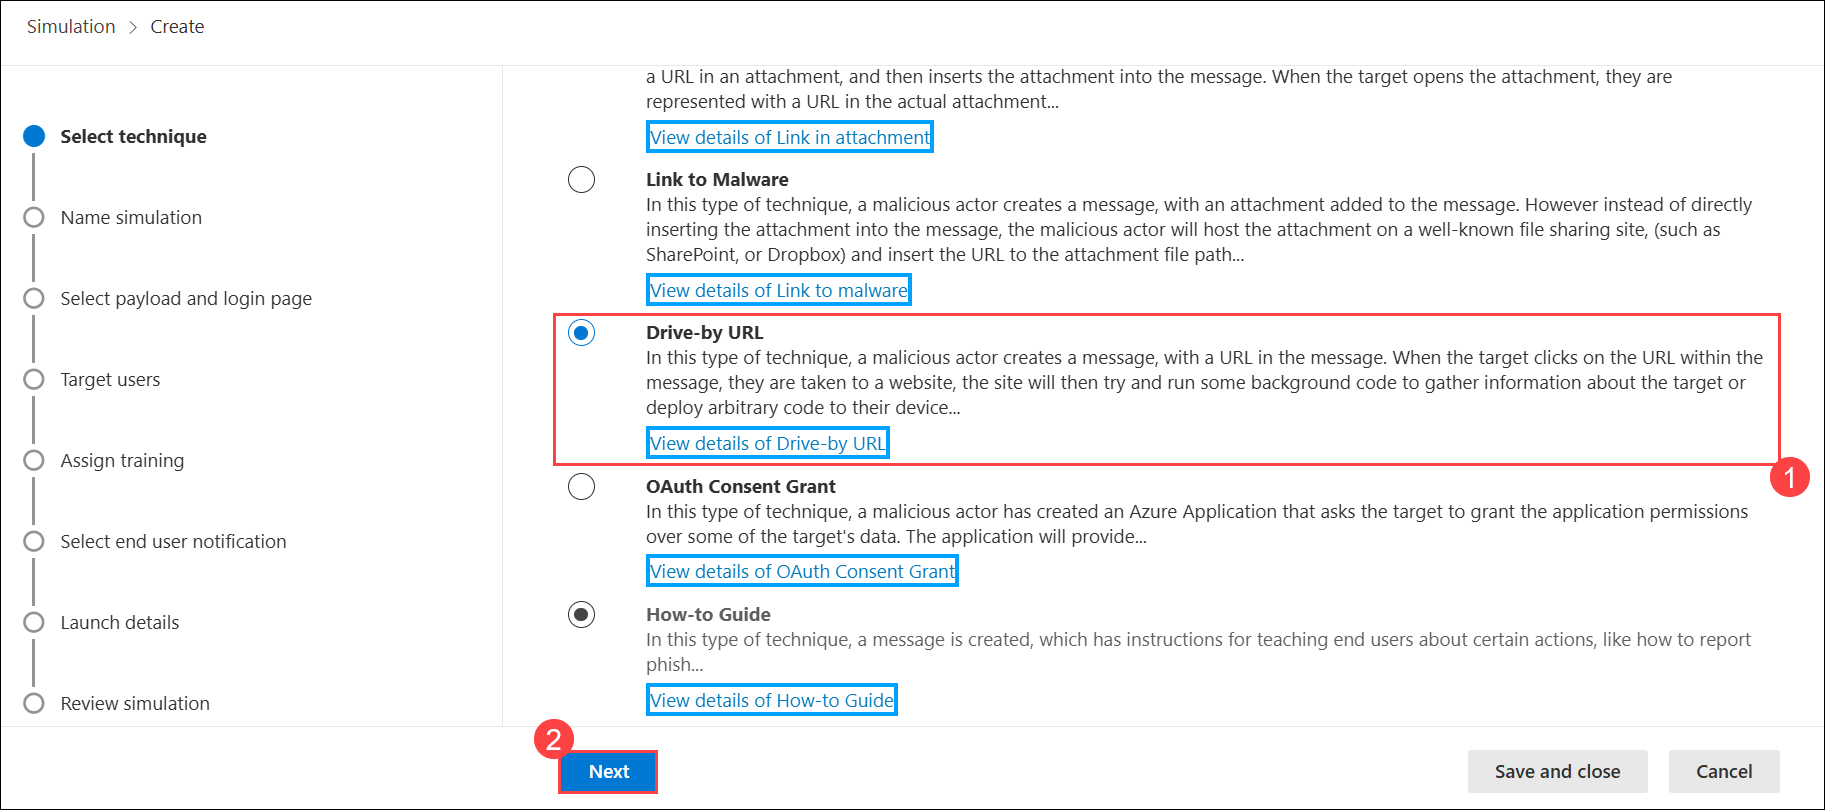 Simulation > Create
Select technique
Name simulation
Select payload and login page
Target users
Assign training
Select end user notification
Launch details
Review simulation
a URL in an attachment, and then inserts the attachment into the message. When the target opens the attachment, they are
represented with a URL in the actual attachment...
View details of Link in attachment
Link to Malware
In this type of technique, a malicious actor creates a message, with an attachment added to the message. However instead of directly
inserting the attachment into the message, the malicious actor will host the attachment on a well-known file sharing site, (such as
SharePoint, or Dropbox) and insert the URL to the attachment file path...
View details of Link to malware
Drive-by URL
In this type of technique, a malicious actor creates a message, with a URL in the message. When the target clicks on the URL within the
message, they are taken to a website, the site will then try and run some background code to gather information about the target or
deploy arbitrary code to their device...
View details of Drive-by URL
1
OAuth Consent Grant
In this type of technique, a malicious actor has created an Azure Application that asks the target to grant the application permissions
over some of the target's data. The application will provide...
View details of OAuth Consent Grant
How-to Guide
In this type of technique, a message is created, which has instructions for teaching end users about certain actions, like how to report
phish...
View details of How-to Guide
2
Next
Save and close
Cancel